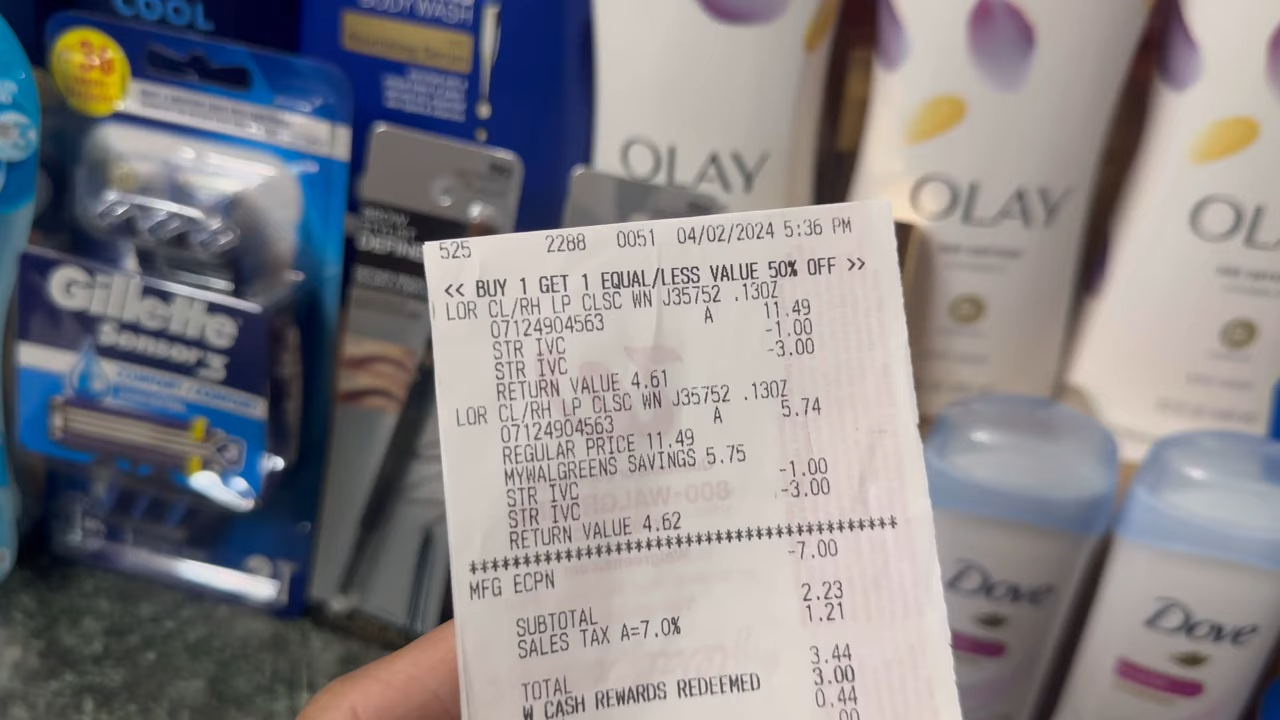 COOL
BODY WASH
Gillette
Sensor3
COMFORT
DEFINE
OLAY
OLAY
OLA
Dove
Dove
525 2288 0051 04/02/2024 5:36 PM
<< BUY 1 GET 1 EQUAL/LESS VALUE 50% OFF >>
LOR CL/RH LP CLSC WN J35752 .13OZ
07124904563 A 11.49
STR IVC -1.00
STR IVC -3.00
RETURN VALUE 4.61
LOR CL/RH LP CLSC WN J35752 .13OZ
07124904563 A 5.74
REGULAR PRICE 11.49
MYWALGREENS SAVINGS 5.75
STR IVC -1.00
STR IVC -3.00
RETURN VALUE 4.62
****************************************
MFG ECPN -7.00
SUBTOTAL 2.23
SALES TAX A=7.0% 1.21
TOTAL 3.44
W CASH REWARDS REDEEMED 3.00
0.44
.00